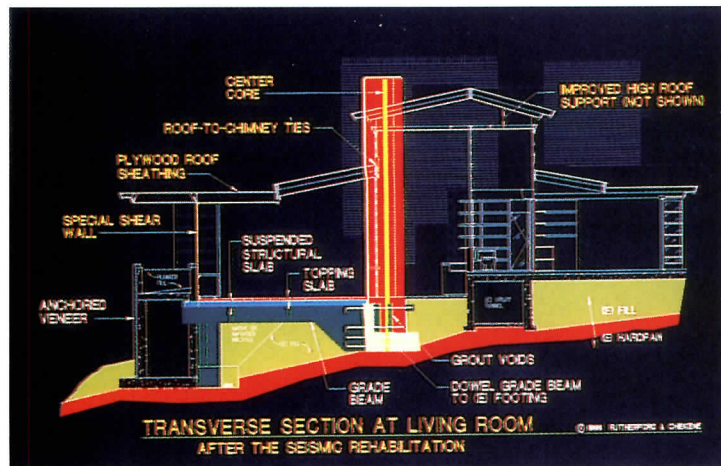 CENTER
CORE
IMPROVED HIGH ROOF
SUPPORT (NOT SHOWN)
ROOF-TO-CHIMNEY TIES
PLYWOOD ROOF
SHEATHING
SPECIAL SHEAR
WALL
SUSPENDED
STRUCTURAL
SLAB
TOPPING
SLAB
ANCHORED
VENEER
(E) FILL
(E) HARDPAN
GROUT VOIDS
GRADE
BEAM
DOWEL GRADE BEAM
TO (E) FOOTING
TRANSVERSE SECTION AT LIVING ROOM
RUTHERFORD & CHEKENE
AFTER THE SEISMIC REHABILITATION